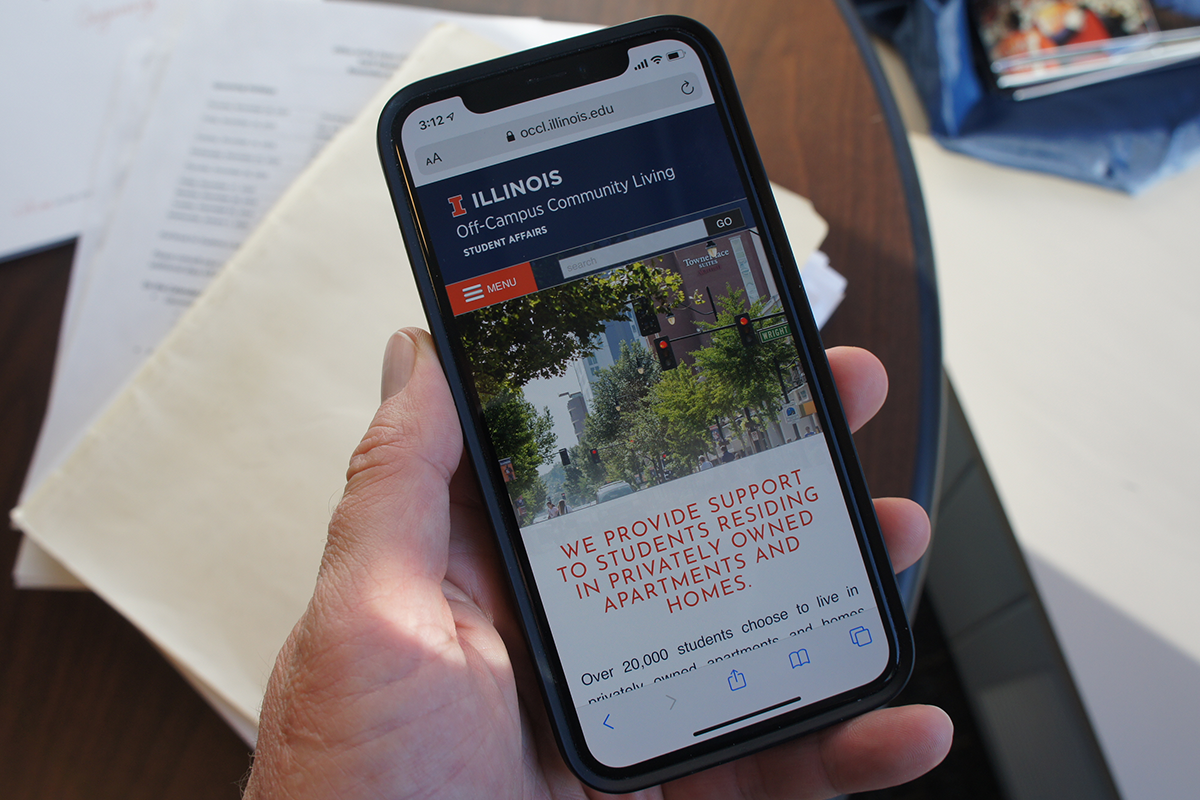 3:12
AA
occl.illinois.edu
I ILLINOIS
Off-Campus Community Living
STUDENT AFFAIRS
Search
GO
MENU
TownePlace
SUITES
WRIGHT
WE PROVIDE SUPPORT
TO STUDENTS RESIDING
IN PRIVATELY OWNED
APARTMENTS AND
HOMES.
Over 20,000 students choose to live in
privately owned apartments and homes